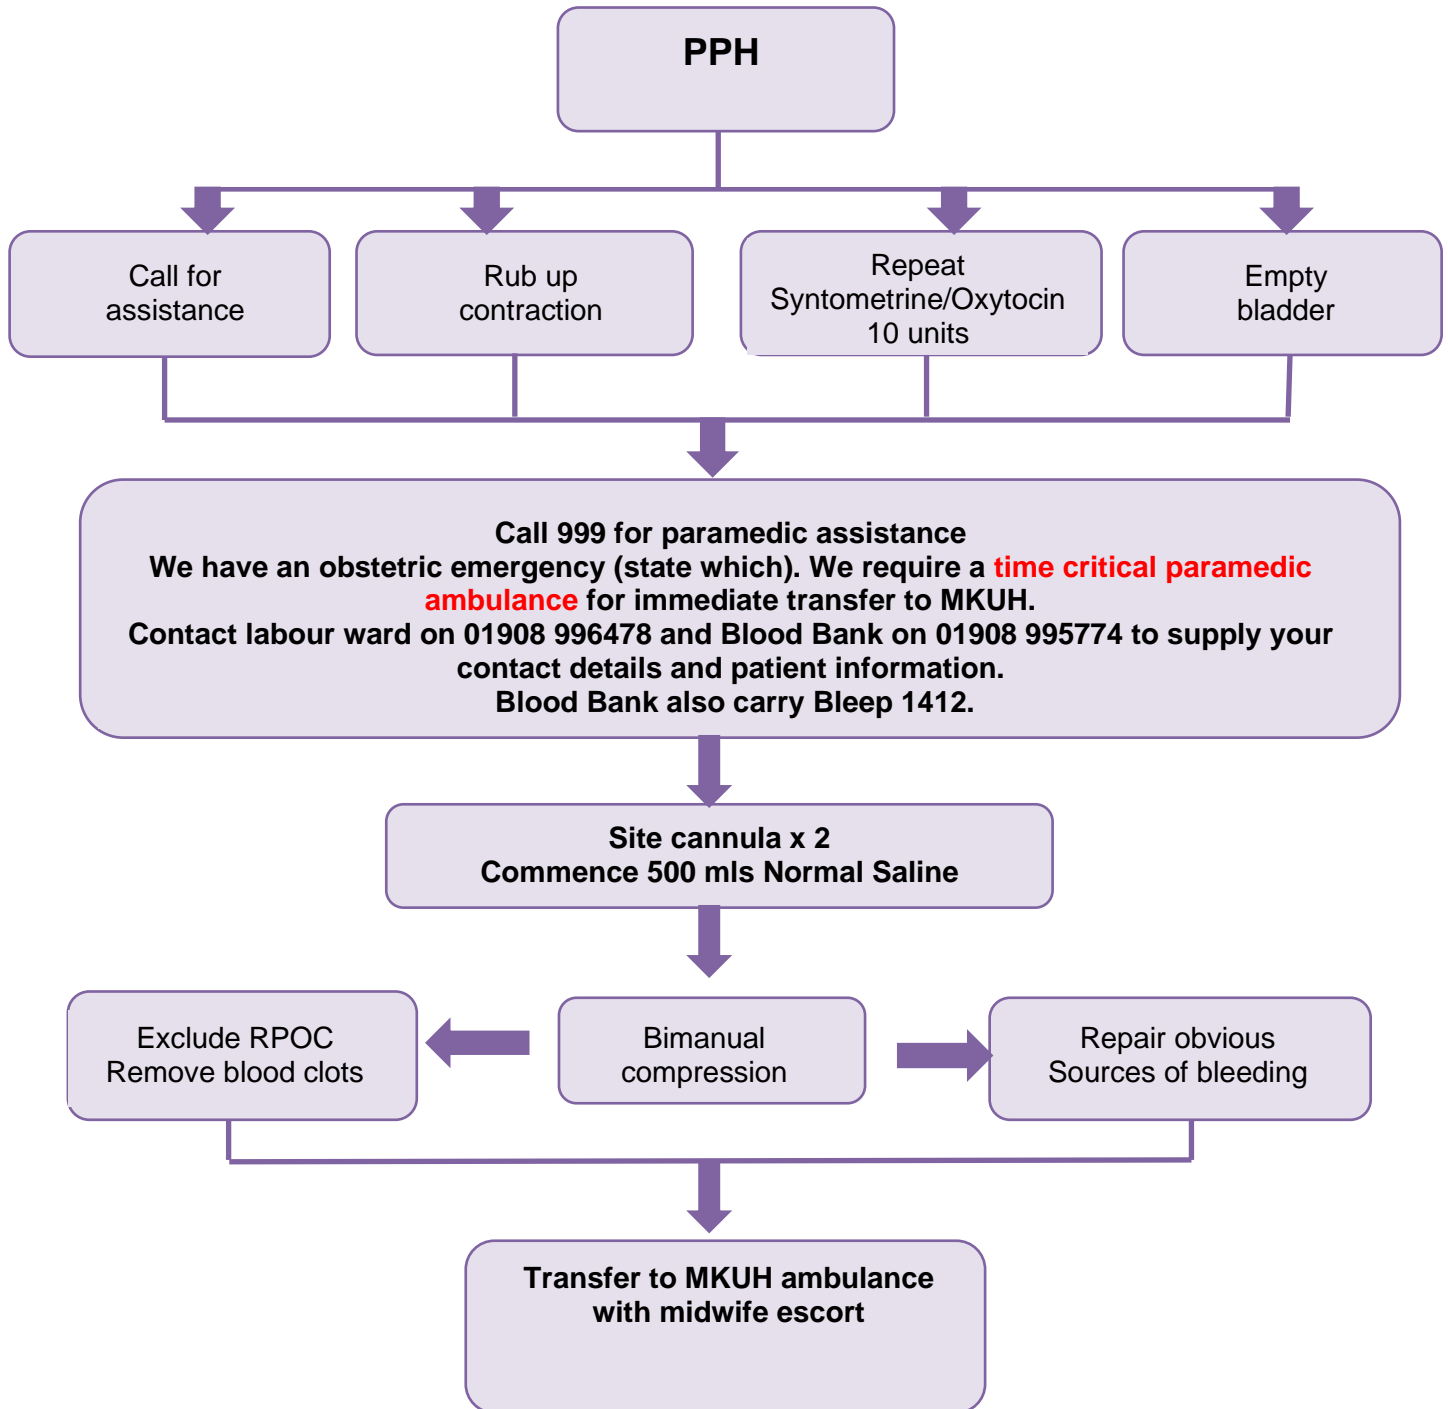 PPH
Call for
assistance
Rub up
contraction
Repeat
Syntometrine/Oxytocin
10 units
Empty
bladder
Call 999 for paramedic assistance
We have an obstetric emergency (state which). We require a time critical paramedic
ambulance for immediate transfer to MKUH.
Contact labour ward on 01908 996478 and Blood Bank on 01908 995774 to supply your
contact details and patient information.
Blood Bank also carry Bleep 1412.
Site cannula x 2
Commence 500 mls Normal Saline
Exclude RPOC
Remove blood clots
Bimanual
compression
Repair obvious
Sources of bleeding
Transfer to MKUH ambulance
with midwife escort